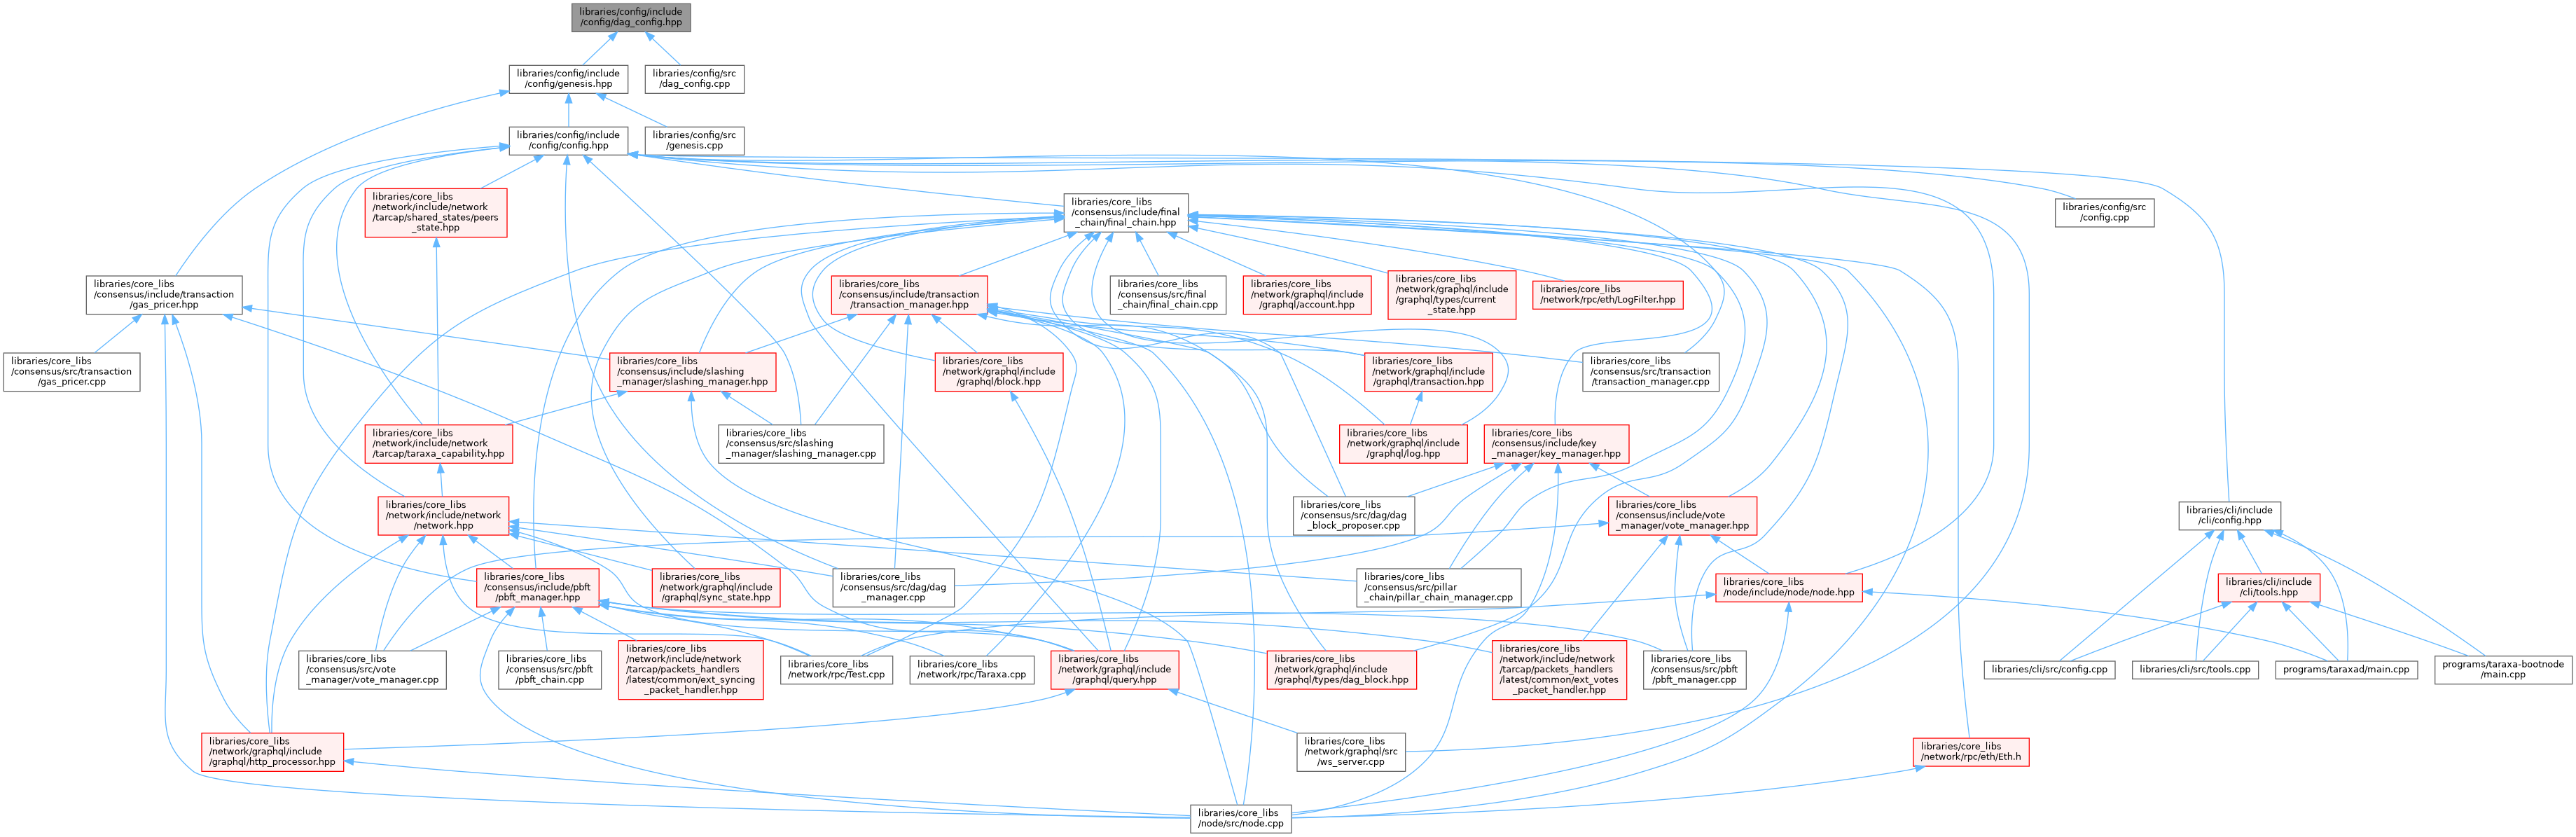 libraries/config/include
/config/dag_config.hpp
libraries/config/include
/config/genesis.hpp
libraries/config/src
/dag_config.cpp
libraries/config/include
/config/config.hpp
libraries/config/src
/genesis.cpp
libraries/core_libs
/network/include/network
/tarcap/shared_states/peers
_state.hpp
libraries/core_libs
/consensus/include/final
_chain/final_chain.hpp
libraries/config/src
/config.cpp
libraries/core_libs
/consensus/include/transaction
/gas_pricer.hpp
libraries/core_libs
/consensus/include/transaction
/transaction_manager.hpp
libraries/core_libs
/consensus/src/final
_chain/final_chain.cpp
libraries/core_libs
/network/graphql/include
/graphql/account.hpp
libraries/core_libs
/network/graphql/include
/graphql/types/current
_state.hpp
libraries/core_libs
/network/rpc/eth/LogFilter.hpp
libraries/core_libs
/consensus/src/transaction
/gas_pricer.cpp
libraries/core_libs
/consensus/include/slashing
_manager/slashing_manager.hpp
libraries/core_libs
/network/graphql/include
/graphql/block.hpp
libraries/core_libs
/network/graphql/include
/graphql/transaction.hpp
libraries/core_libs
/consensus/src/transaction
/transaction_manager.cpp
libraries/core_libs
/network/include/network
/tarcap/taraxa_capability.hpp
libraries/core_libs
/consensus/src/slashing
_manager/slashing_manager.cpp
libraries/core_libs
/network/graphql/include
/graphql/log.hpp
libraries/core_libs
/consensus/include/key
_manager/key_manager.hpp
libraries/core_libs
/network/include/network
/network.hpp
libraries/core_libs
/consensus/src/dag/dag
_block_proposer.cpp
libraries/core_libs
/consensus/include/vote
_manager/vote_manager.hpp
libraries/cli/include
/cli/config.hpp
libraries/core_libs
/consensus/include/pbft
/pbft_manager.hpp
libraries/core_libs
/network/graphql/include
/graphql/sync_state.hpp
libraries/core_libs
/consensus/src/dag/dag
_manager.cpp
libraries/core_libs
/consensus/src/pillar
_chain/pillar_chain_manager.cpp
libraries/core_libs
/node/include/node/node.hpp
libraries/cli/include
/cli/tools.hpp
libraries/core_libs
/consensus/src/vote
_manager/vote_manager.cpp
libraries/core_libs
/consensus/src/pbft
/pbft_chain.cpp
libraries/core_libs
/network/include/network
/tarcap/packets_handlers
/latest/common/ext_syncing
_packet_handler.hpp
libraries/core_libs
/network/rpc/Test.cpp
libraries/core_libs
/network/rpc/Taraxa.cpp
libraries/core_libs
/network/graphql/include
/graphql/query.hpp
libraries/core_libs
/network/graphql/include
/graphql/types/dag_block.hpp
libraries/core_libs
/network/include/network
/tarcap/packets_handlers
/latest/common/ext_votes
_packet_handler.hpp
libraries/core_libs
/consensus/src/pbft
/pbft_manager.cpp
libraries/cli/src/config.cpp
libraries/cli/src/tools.cpp
programs/taraxad/main.cpp
programs/taraxa-bootnode
/main.cpp
libraries/core_libs
/network/graphql/include
/graphql/http_processor.hpp
libraries/core_libs
/network/graphql/src
/ws_server.cpp
libraries/core_libs
/network/rpc/eth/Eth.h
libraries/core_libs
/node/src/node.cpp